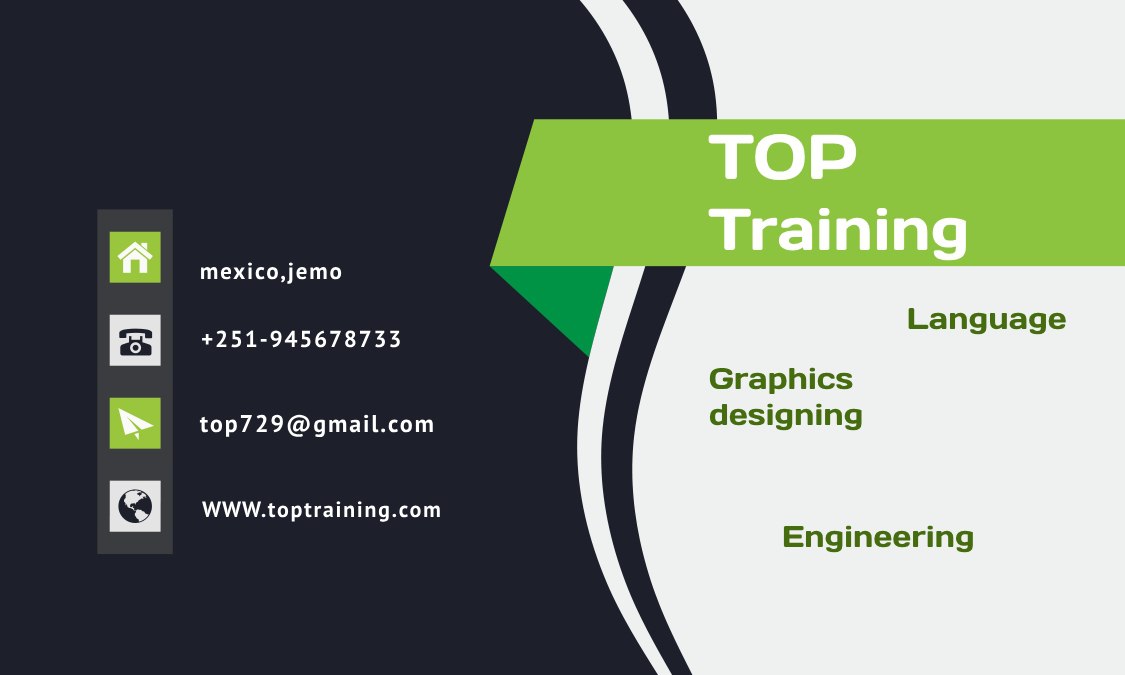 TOP
Training
mexico,jemo
+251-945678733
top729@gmail.com
WWW.toptraining.com
Language
Graphics
designing
Engineering